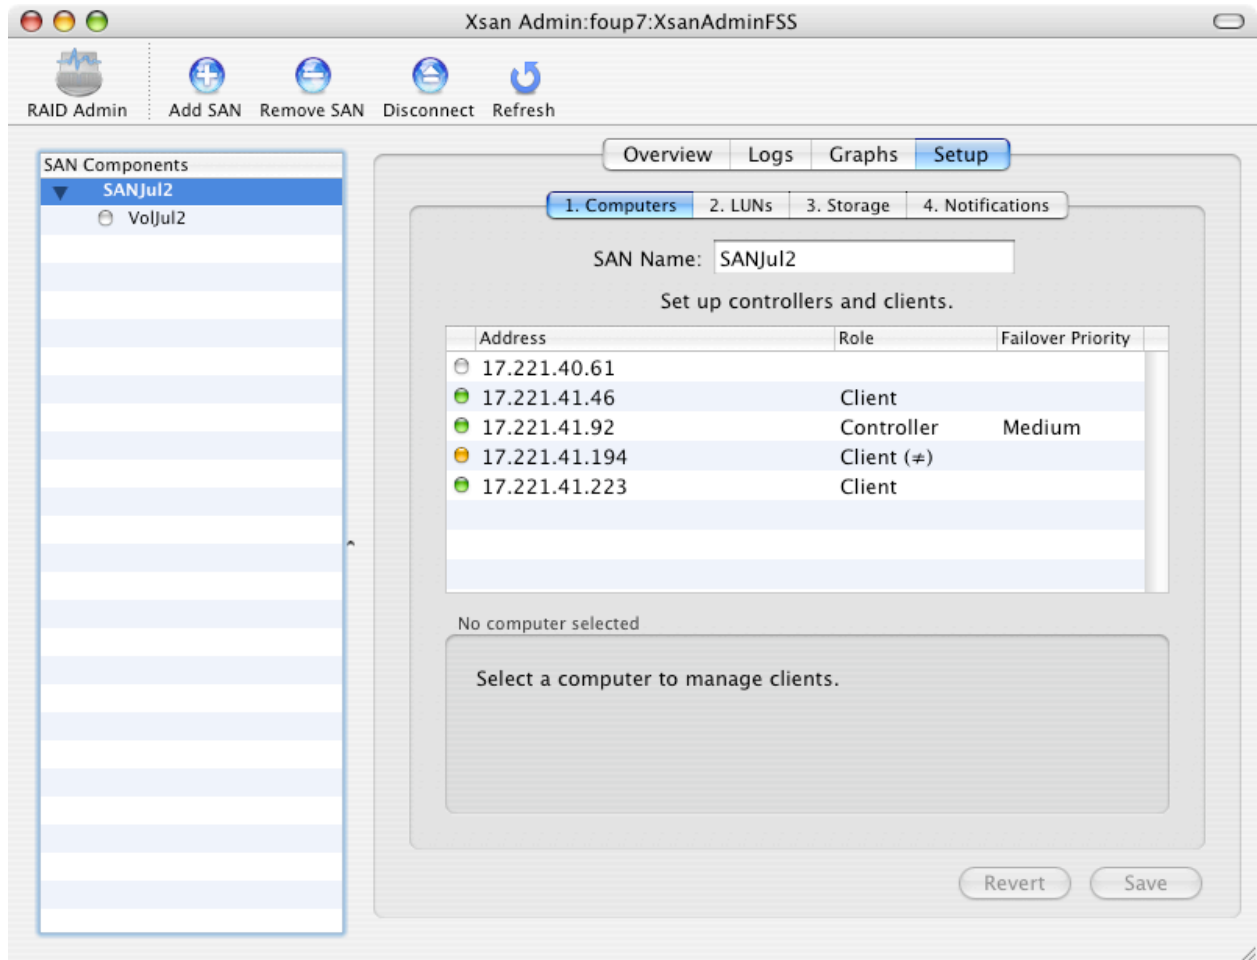 Xsan Admin:foup7:XsanAdminFSS
RAID Admin Add SAN Remove SAN Disconnect Refresh
SAN Components
SANJul2
VolJul2
Overview Logs Graphs Setup
1. Computers 2. LUNs 3. Storage 4. Notifications
SAN Name: SANJul2
Set up controllers and clients.
Address Role Failover Priority
17.221.40.61
17.221.41.46 Client
17.221.41.92 Controller Medium
17.221.41.194 Client (≠)
17.221.41.223 Client
No computer selected
Select a computer to manage clients.
Revert Save